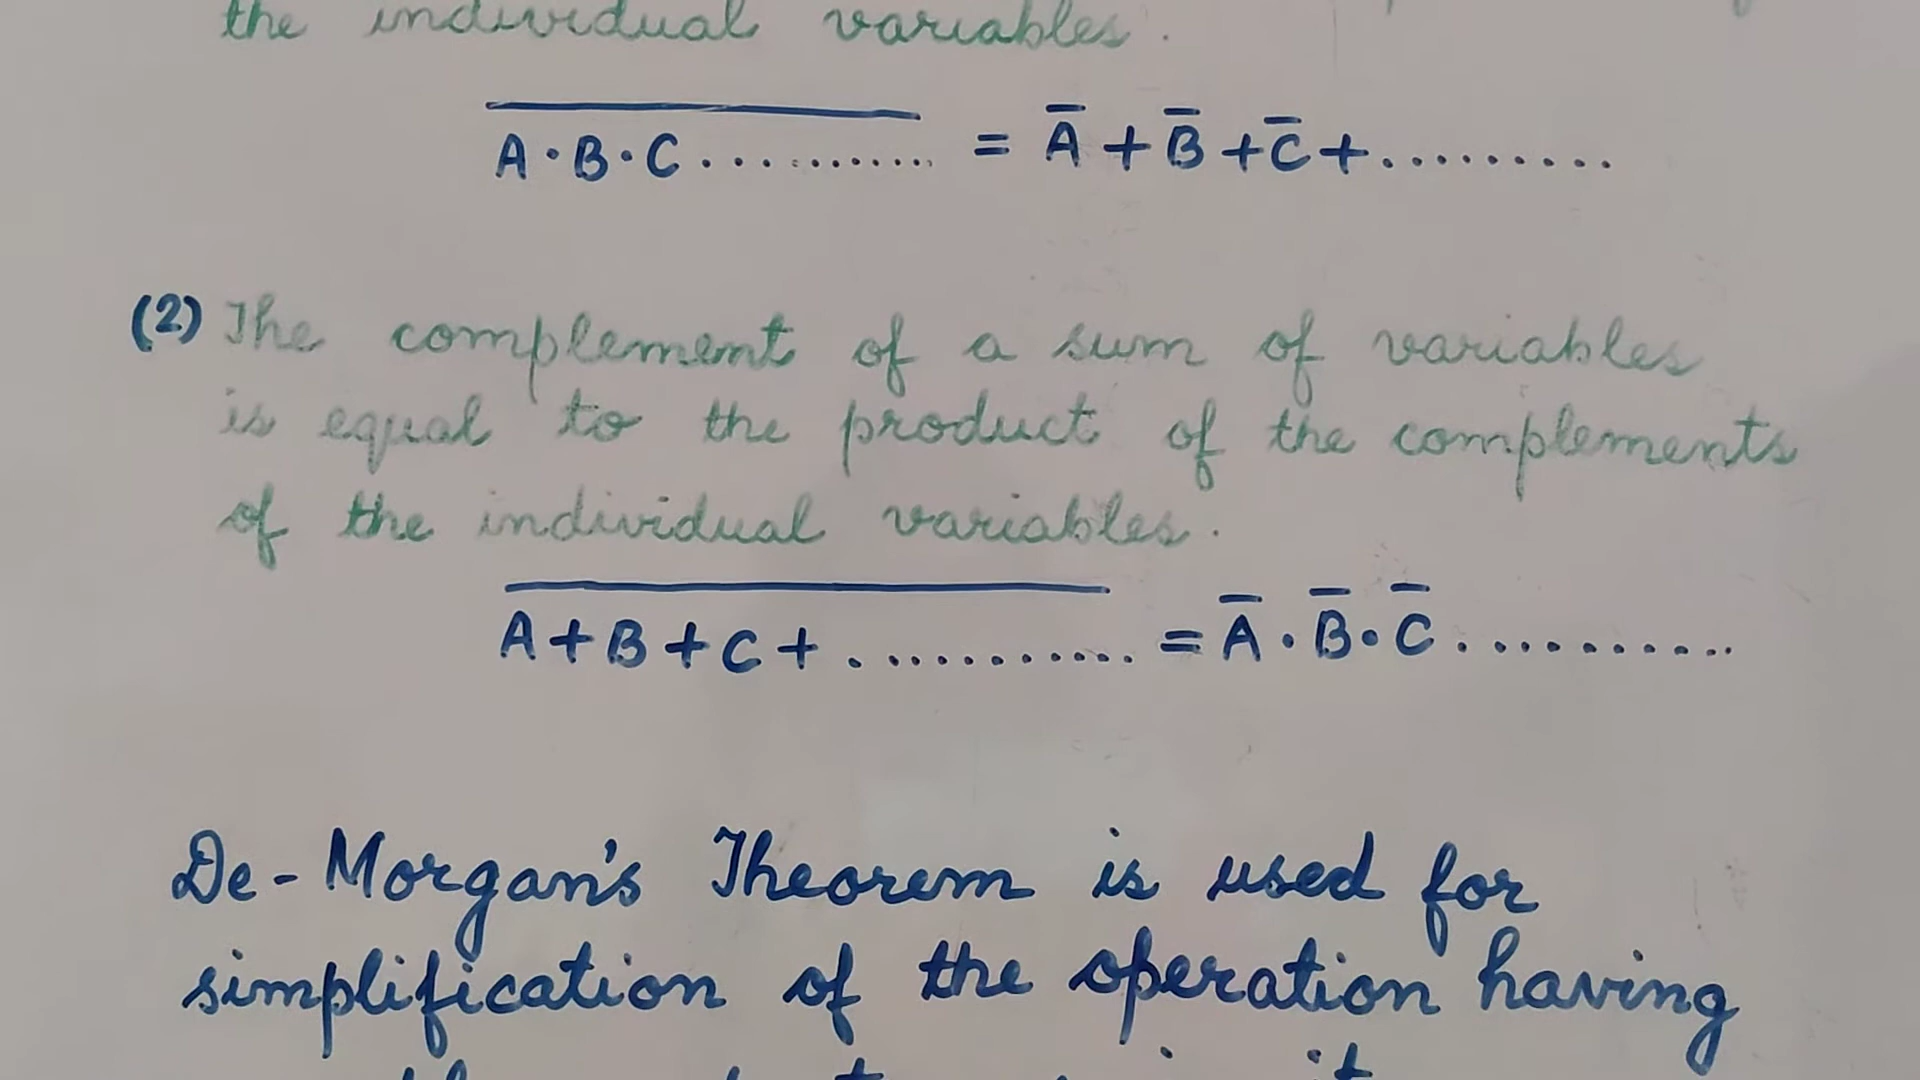 the individual variables.
A·B·C............ = A̅ + B̅ + C̅ + .........
(2) The complement of a sum of variables
is equal to the product of the complements
of the individual variables.
A+B+C+............ = A̅·B̅·C̅...........
De-Morgan's Theorem is used for
simplification of the operation having